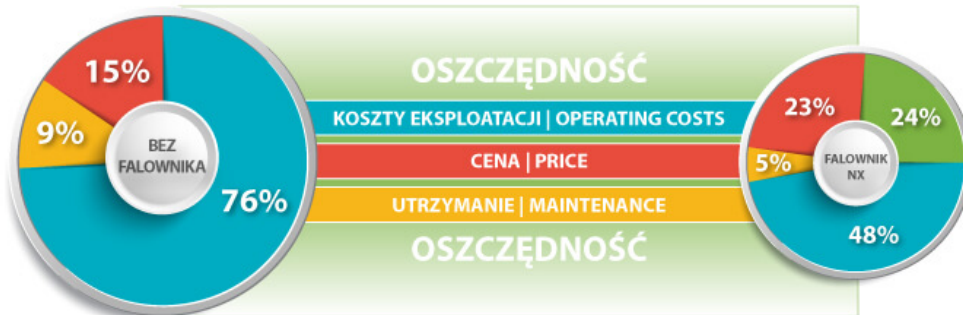 15%
9%
BEZ
FALOWNIKA
76%
OSZCZĘDNOŚĆ
KOSZTY EKSPLOATACJI | OPERATING COSTS
CENA | PRICE
UTRZYMANIE | MAINTENANCE
OSZCZĘDNOŚĆ
23%
24%
5%
FALOWNIK
NX
48%